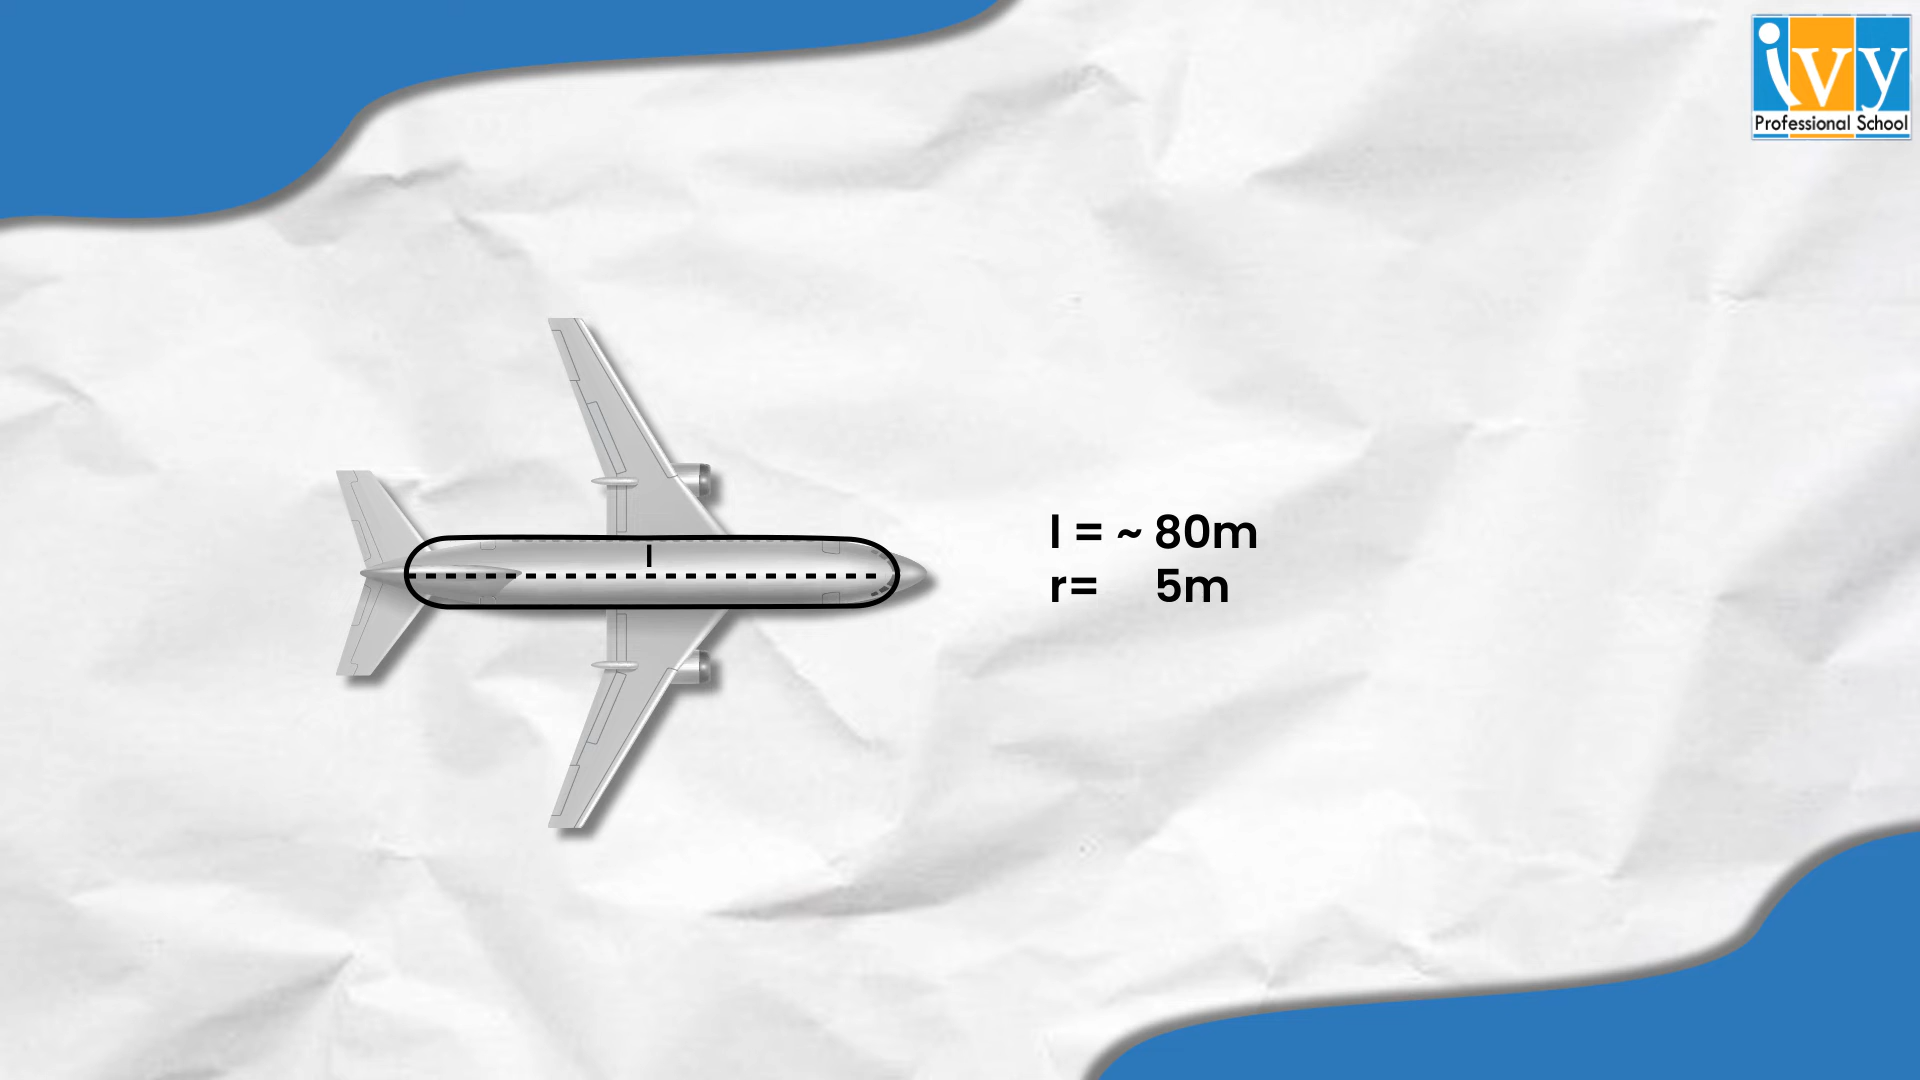 ivy
Professional School
l
l = ~ 80m
r= 5m